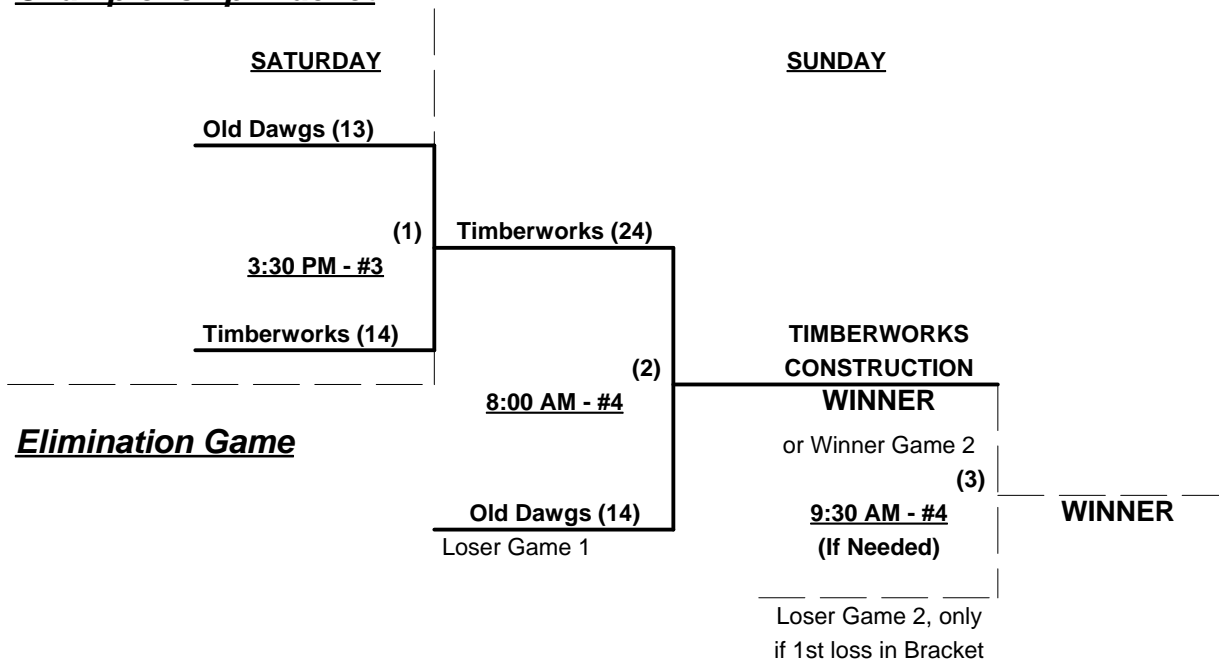 SATURDAY
SUNDAY
Old Dawgs (13)
(1)
Timberworks (24)
3:30 PM - #3
Timberworks (14)
TIMBERWORKS
CONSTRUCTION
(2)
8:00 AM - #4
WINNER
Elimination Game
or Winner Game 2
(3)
Old Dawgs (14)
9:30 AM - #4
WINNER
Loser Game 1
(If Needed)
Loser Game 2, only
if 1st loss in Bracket